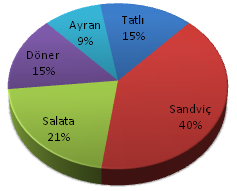 Tatlı
15%
Sandviç
40%
Salata
21%
Döner
15%
Ayran
9%